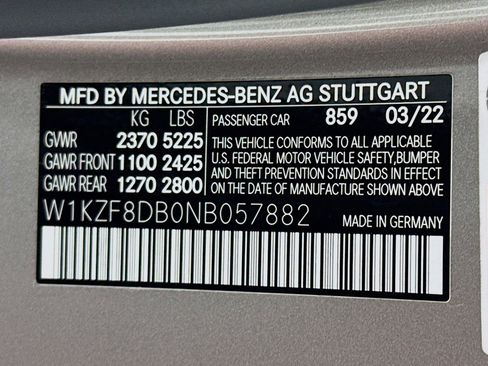 MFD BY MERCEDES-BENZ AG STUTTGART
KG LBS PASSENGER CAR 859 03/22
GWWR 2370 5225 THIS VEHICLE CONFORMS TO ALL APPLICABLE
GAWR FRONT 1100 2425 U.S. FEDERAL MOTOR VEHICLE SAFETY, BUMPER
AND THEFT PREVENTION STANDARDS IN EFFECT
GAWR REAR 1270 2800 ON THE DATE OF MANUFACTURE SHOWN ABOVE
W1KZF8DB0NB057882 MADE IN GERMANY